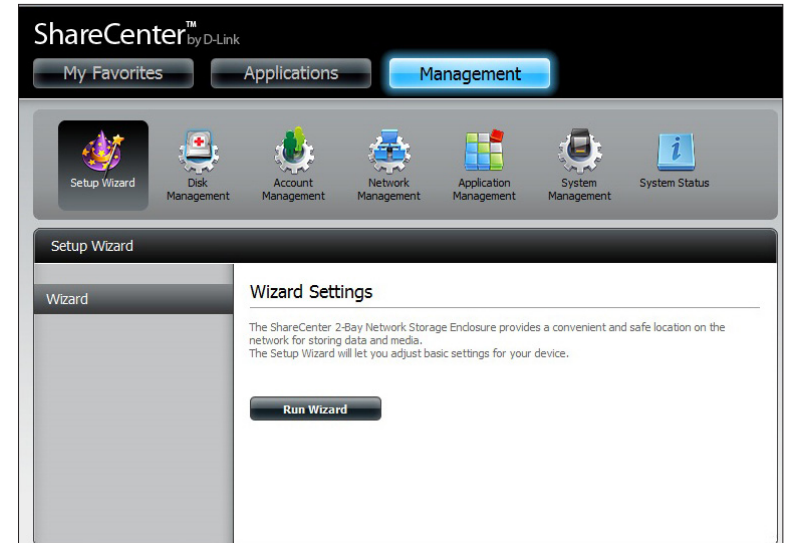 ShareCenter™ by D-Link
My Favorites Applications Management
Setup Wizard
Disk Management
Account Management
Network Management
Application Management
System Management
System Status
Setup Wizard
Wizard
Wizard Settings
The ShareCenter 2-Bay Network Storage Enclosure provides a convenient and safe location on the
network for storing data and media.
The Setup Wizard will let you adjust basic settings for your device.
Run Wizard